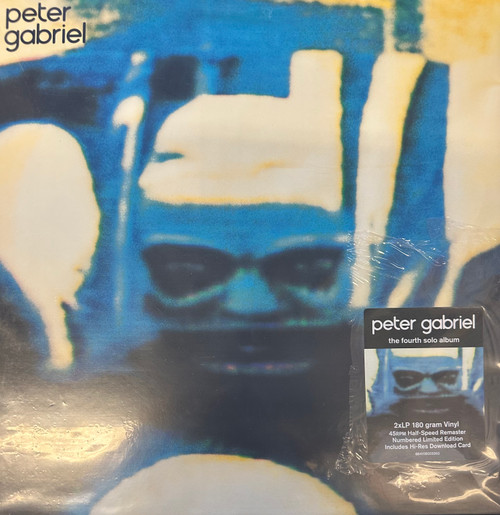 peter
gabriel
peter gabriel
the fourth solo album
2xLP 180 gram Vinyl
45RPM Half-Speed Remaster
Numbered Limited Edition
Includes Hi-Res Download Card